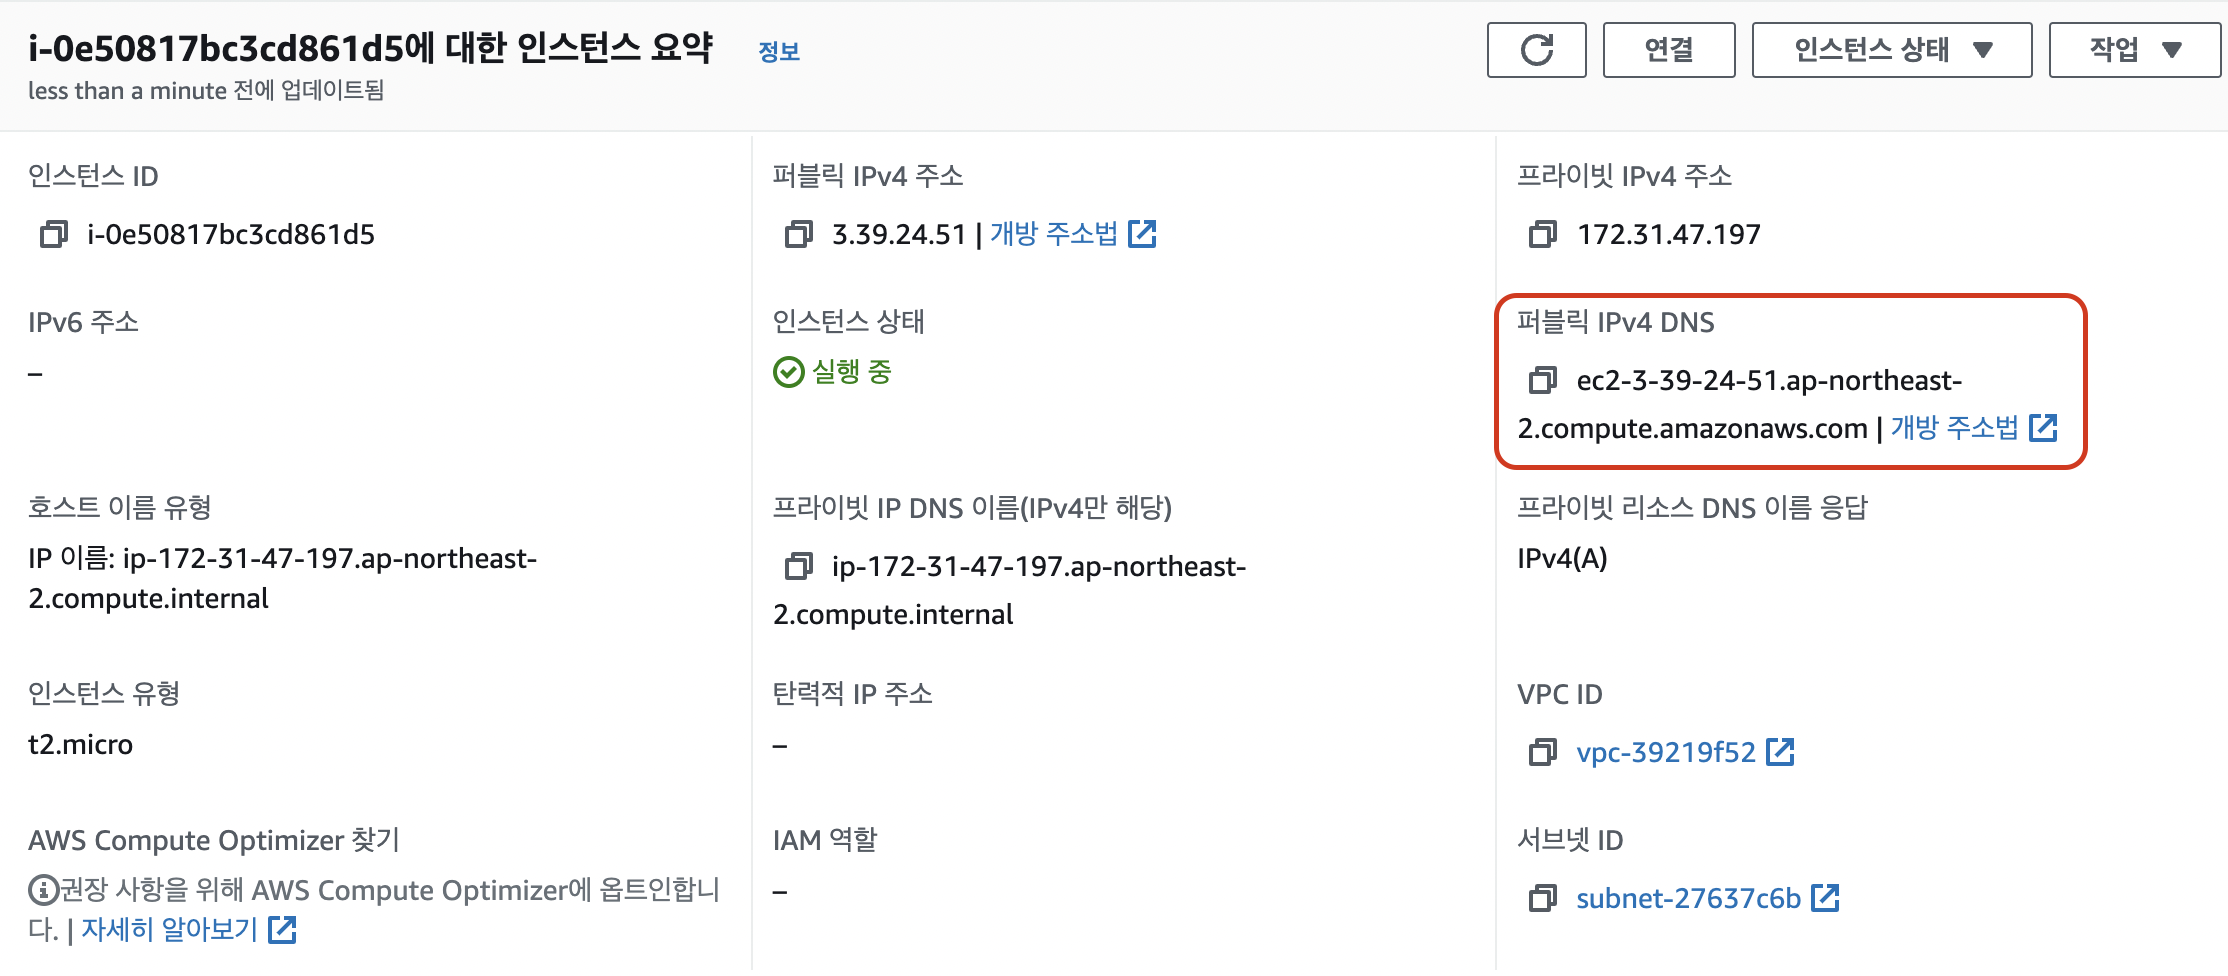 i-0e50817bc3cd861d5에 대한 인스턴스 요약 정보
less than a minute 전에 업데이트됨
연결
인스턴스 상태
작업
인스턴스 ID
i-0e50817bc3cd861d5
퍼블릭 IPv4 주소
3.39.24.51 | 개방 주소법
프라이빗 IPv4 주소
172.31.47.197
IPv6 주소
–
인스턴스 상태
실행 중
퍼블릭 IPv4 DNS
ec2-3-39-24-51.ap-northeast-
2.compute.amazonaws.com | 개방 주소법
호스트 이름 유형
IP 이름: ip-172-31-47-197.ap-northeast-
2.compute.internal
프라이빗 IP DNS 이름(IPv4만 해당)
ip-172-31-47-197.ap-northeast-
2.compute.internal
프라이빗 리소스 DNS 이름 응답
IPv4(A)
인스턴스 유형
t2.micro
탄력적 IP 주소
–
VPC ID
vpc-39219f52
AWS Compute Optimizer 찾기
권장 사항을 위해 AWS Compute Optimizer에 옵트인합니
다. | 자세히 알아보기
IAM 역할
–
서브넷 ID
subnet-27637c6b